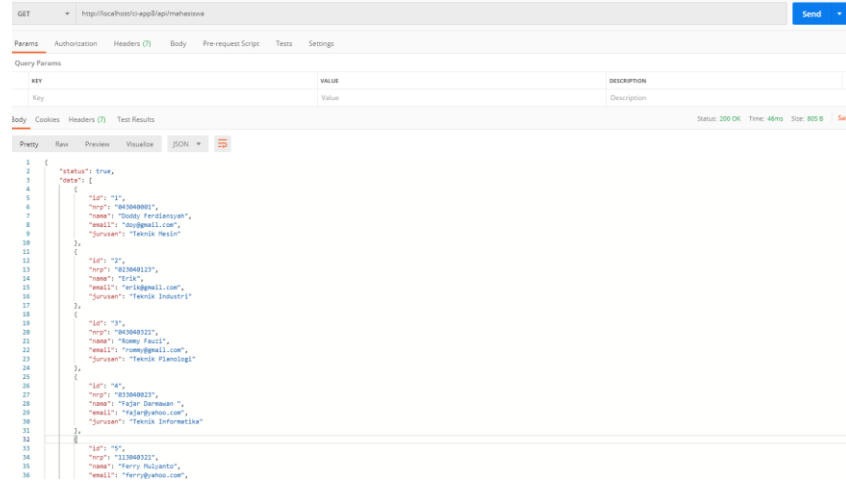 GET http://localhost/ci-app8/api/mahasiswa Send
Params Authorization Headers (7) Body Pre-request Script Tests Settings
Query Params
KEY VALUE DESCRIPTION
Key Value Description
Body Cookies Headers (7) Test Results Status: 200 OK Time: 46ms Size: 805 B
Pretty Raw Preview Visualize JSON
1 {
2 "status": true,
3 "data": [
4 {
5 "id": "1",
6 "nrp": "043040001",
7 "nama": "Doddy Ferdiansyah",
8 "email": "doy@gmail.com",
9 "jurusan": "Teknik Mesin"
10 },
11 {
12 "id": "2",
13 "nrp": "023040123",
14 "nama": "Erik",
15 "email": "erik@gmail.com",
16 "jurusan": "Teknik Industri"
17 },
18 {
19 "id": "3",
20 "nrp": "043040321",
21 "nama": "Rommy Fauzi",
22 "email": "rommy@gmail.com",
23 "jurusan": "Teknik Planologi"
24 },
25 {
26 "id": "4",
27 "nrp": "033040023",
28 "nama": "Fajar Darmawan ",
29 "email": "fajar@yahoo.com",
30 "jurusan": "Teknik Informatika"
31 },
32 {
33 "id": "5",
34 "nrp": "113040321",
35 "nama": "Ferry Mulyanto",
36 "email": "ferry@yahoo.com",